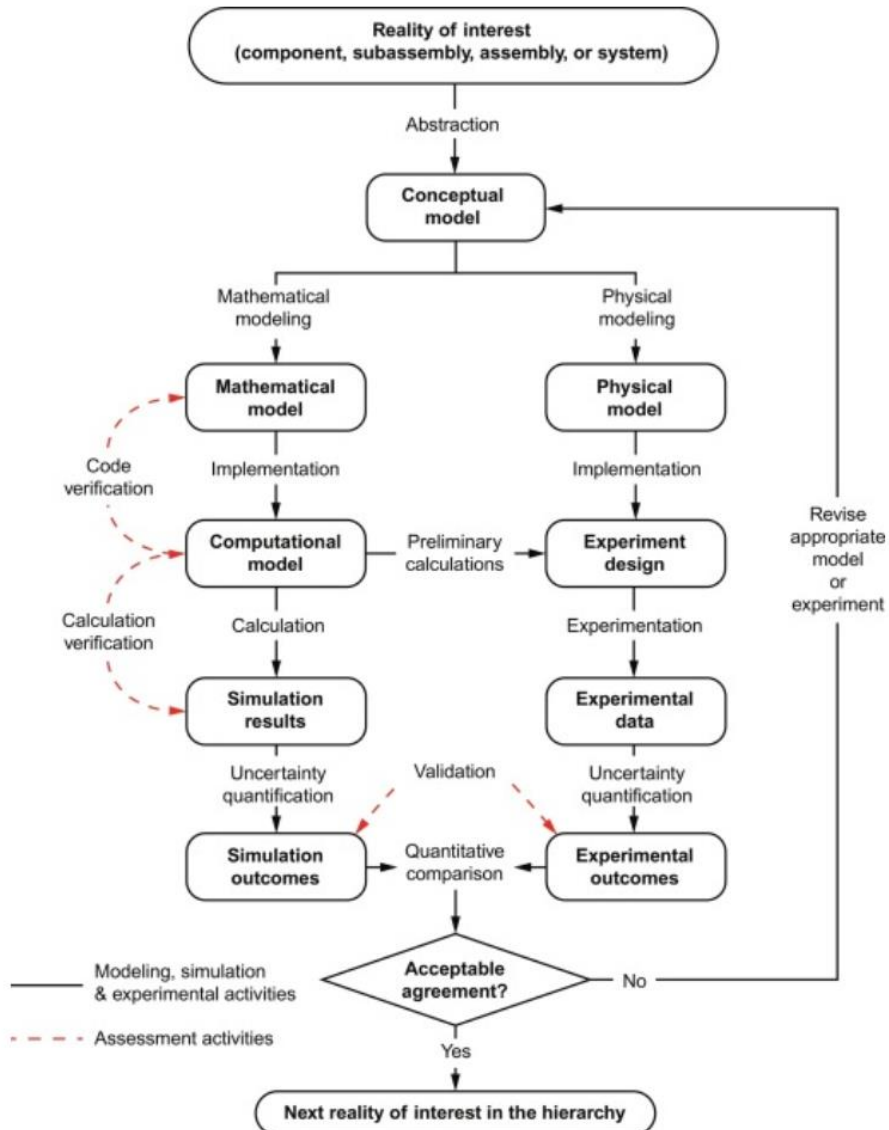 Reality of interest
(component, subassembly, assembly, or system)
Abstraction
Conceptual
model
Mathematical
modeling
Physical
modeling
Mathematical
model
Physical
model
Code
verification
Implementation
Implementation
Computational
model
Preliminary
calculations
Experiment
design
Revise
appropriate
model
or
experiment
Calculation
verification
Calculation
Experimentation
Simulation
results
Experimental
data
Uncertainty
quantification
Validation
Uncertainty
quantification
Simulation
outcomes
Quantitative
comparison
Experimental
outcomes
Modeling, simulation
& experimental activities
Acceptable
agreement?
No
Assessment activities
Yes
Next reality of interest in the hierarchy